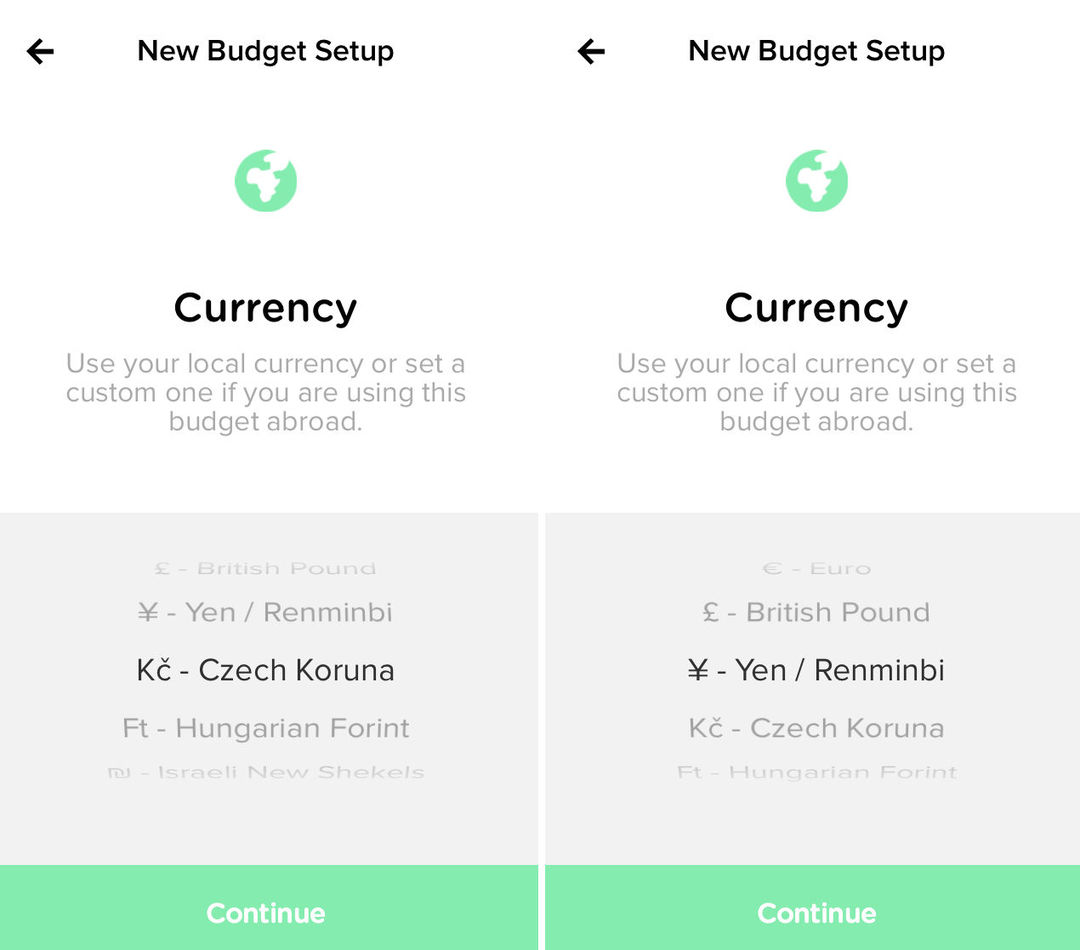 New Budget Setup
Currency
Use your local currency or set a
custom one if you are using this
budget abroad.
£ - British Pound
¥ - Yen / Renminbi
Kč - Czech Koruna
Ft - Hungarian Forint
₪ - Israeli New Shekels
Continue
New Budget Setup
Currency
Use your local currency or set a
custom one if you are using this
budget abroad.
€ - Euro
£ - British Pound
¥ - Yen / Renminbi
Kč - Czech Koruna
Ft - Hungarian Forint
Continue